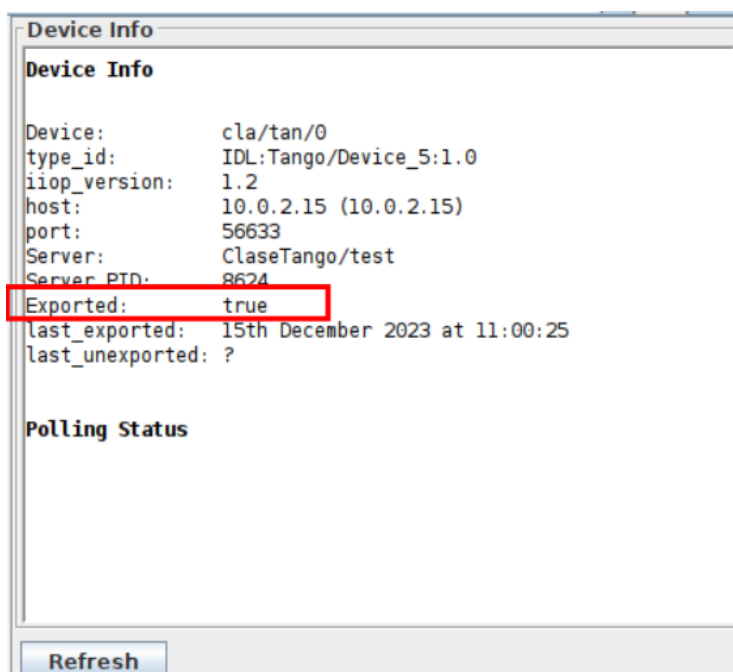 Device Info
Device Info
Device: cla/tan/0
type_id: IDL:Tango/Device_5:1.0
iiop_version: 1.2
host: 10.0.2.15 (10.0.2.15)
port: 56633
Server: ClaseTango/test
Server PID: 8624
Exported: true
last_exported: 15th December 2023 at 11:00:25
last_unexported: ?
Polling Status
Refresh